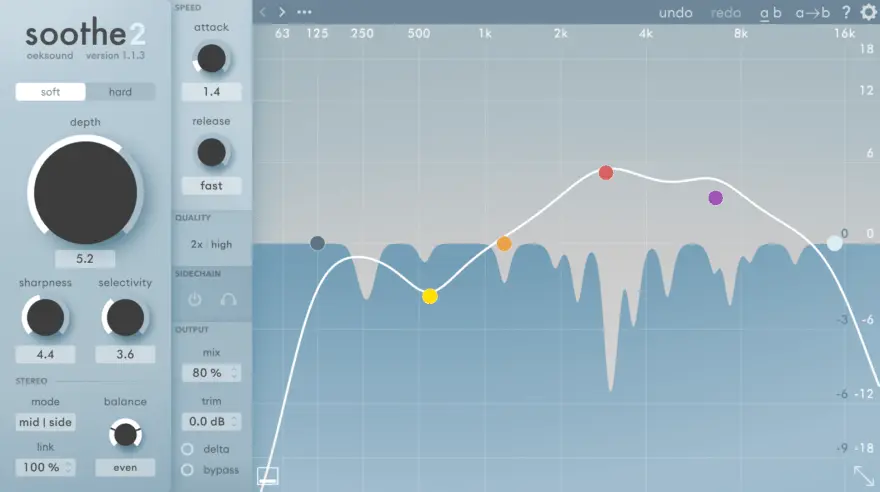 soothe2
oeksound version 1.1.3
soft hard
depth
5.2
sharpness selectivity
4.4 3.6
STEREO
mode balance
mid | side
link
100 % even
SPEED
attack
1.4
release
fast
QUALITY
2x high
SIDECHAIN
OUTPUT
mix
80 %
trim
0.0 dB
delta
bypass
undo redo a b a→b ?
63 125 250 500 1k 2k 4k 8k 16k
18
12
6
0 0
-3 -6
-6 -12
-9 -18